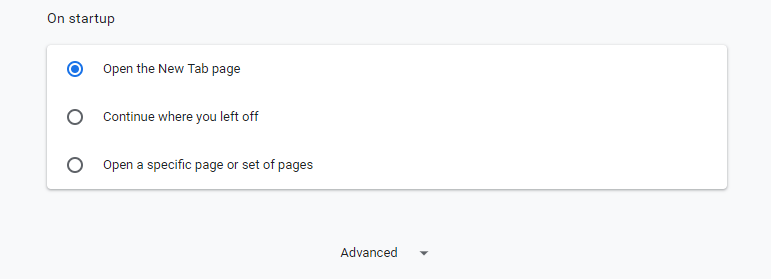 On startup
Open the New Tab page
Continue where you left off
Open a specific page or set of pages
Advanced